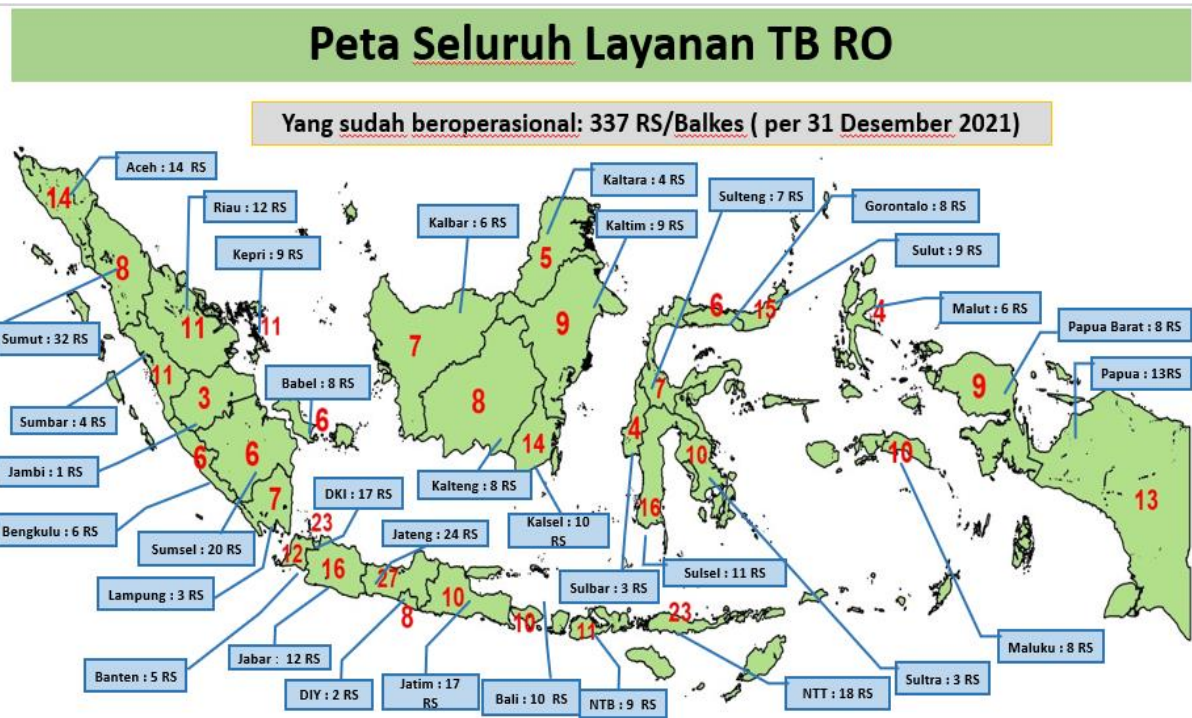 Peta Seluruh Layanan TB RO
Yang sudah beroperasional: 337 RS/Balkes ( per 31 Desember 2021)
Aceh : 14 RS
Riau : 12 RS
Kepri : 9 RS
Kalbar : 6 RS
Kaltara : 4 RS
Kaltim : 9 RS
Sulteng : 7 RS
Gorontalo : 8 RS
Sulut : 9 RS
Malut : 6 RS
Papua Barat : 8 RS
Papua : 13RS
Sumut : 32 RS
Sumbar : 4 RS
Jambi : 1 RS
Bengkulu : 6 RS
Babel : 8 RS
Sumsel : 20 RS
Lampung : 3 RS
Banten : 5 RS
DKI : 17 RS
Jateng : 24 RS
Jabar : 12 RS
DIY : 2 RS
Jatim : 17
RS
Bali : 10 RS
NTB : 9 RS
Kalteng : 8 RS
Kalsel : 10
RS
Sulbar : 3 RS
Sulsel : 11 RS
NTT : 18 RS
Sultra : 3 RS
Maluku : 8 RS
14
8
11
11
11
3
6
6
6
7
23
12
16
27
8
10
10
11
23
7
5
9
8
14
6
15
7
4
10
16
4
9
10
13